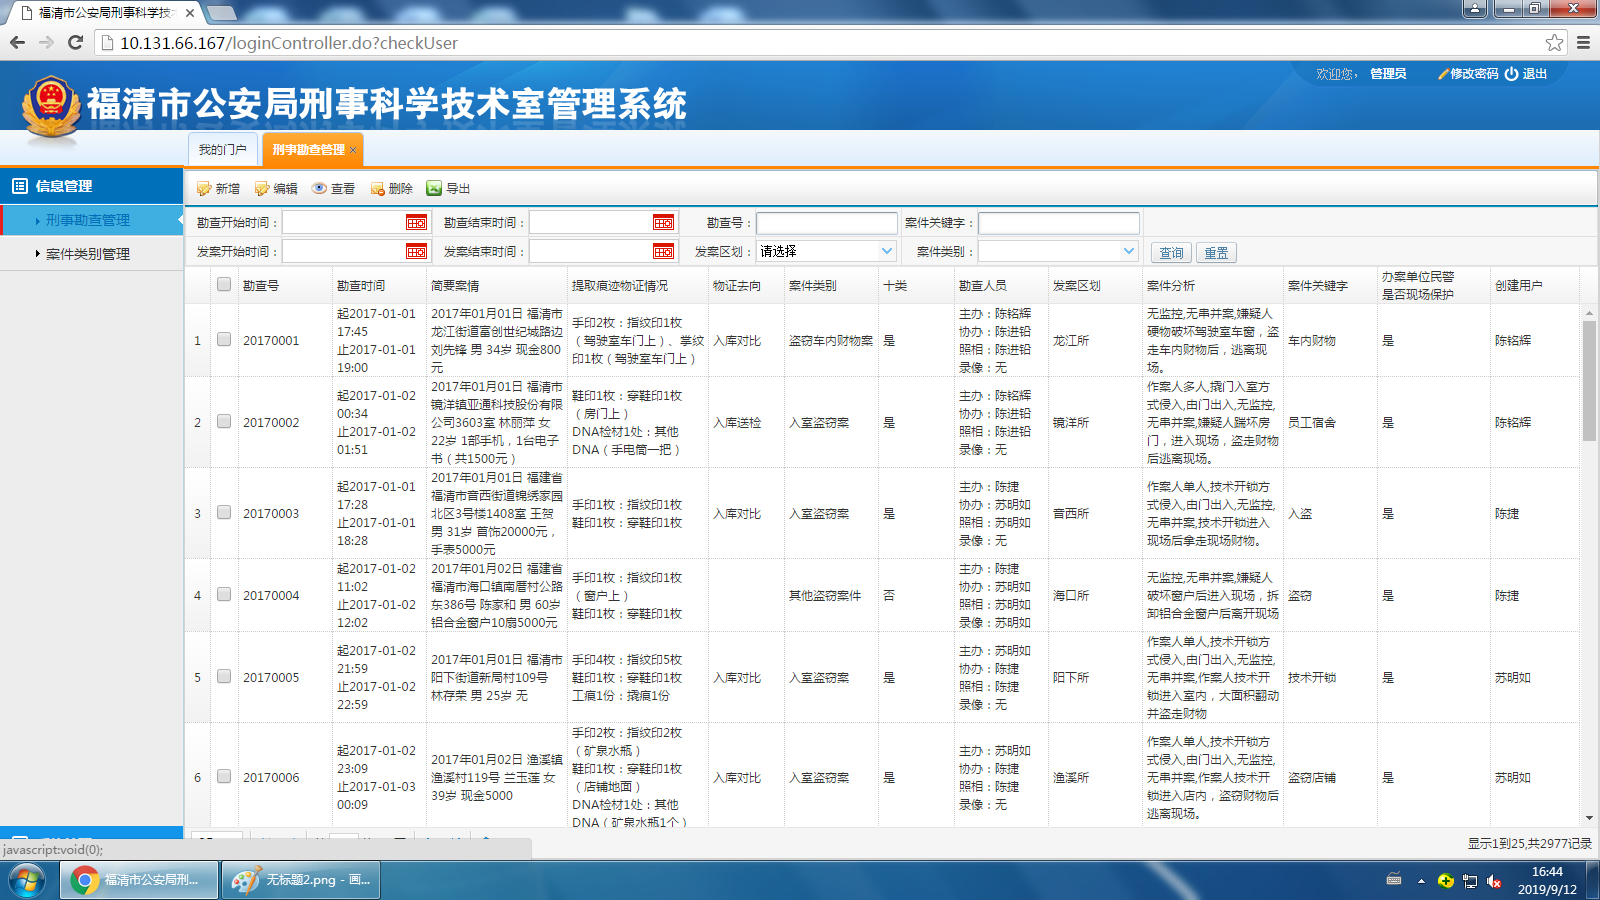 福清市公安局刑事科学技术
10.131.66.167/loginController.do?checkUser
欢迎您， 管理员 修改密码 退出
福清市公安局刑事科学技术室管理系统
我的门户 刑事勘查管理
信息管理
刑事勘查管理
案件类别管理
新增 编辑 查看 删除 导出
勘查开始时间： 勘查结束时间： 勘查号： 案件关键字：
发案开始时间： 发案结束时间： 发案区划： 请选择 案件类别： 查询 重置
勘查号 勘查时间 简要案情 提取痕迹物证情况 物证去向 案件类别 十类 勘查人员 发案区划 案件分析 案件关键字 办案单位民警
是否现场保护 创建用户
1 20170001
起2017-01-01
17:45
止2017-01-01
19:00
2017年01月01日 福清市
龙江街道富创世纪域路边
刘先锋 男 34岁 现金800
元
手印2枚：指纹印1枚
（驾驶室车门上）、掌纹
印1枚（驾驶室车门上）
入库对比 盗窃车内财物案 是
主办：陈铭辉
协办：陈进铅
照相：陈进铅
录像：无
龙江所
无监控,无串并案,嫌疑人
硬物破坏驾驶室车窗，盗
走车内财物后，逃离现
场。
车内财物 是 陈铭辉
2 20170002
起2017-01-02
00:34
止2017-01-02
01:51
2017年01月01日 福清市
镜洋镇亚通科技股份有限
公司3603室 林丽萍 女
22岁 1部手机，1台电子
书（共1500元）
鞋印1枚：穿鞋印1枚
（房门上）
DNA检材1处：其他
DNA（手电筒一把）
入库送检 入室盗窃案 是
主办：陈铭辉
协办：陈进铅
照相：陈进铅
录像：无
镜洋所
作案人多人,撬门入室方
式侵入,由门出入,无监控,
无串并案,嫌疑人踹坏房
门，进入现场，盗走财物
后逃离现场。
员工宿舍 是 陈铭辉
3 20170003
起2017-01-01
17:28
止2017-01-01
18:28
2017年01月01日 福建省
福清市音西街道锦绣家园
北区3号楼1408室 王贺
男 31岁 首饰20000元，
手表5000元
手印1枚：指纹印1枚
鞋印1枚：穿鞋印1枚
入库对比 入室盗窃案 是
主办：陈捷
协办：苏明如
照相：苏明如
录像：无
音西所
作案人单人,技术开锁方
式侵入,由门出入,无监控,
无串并案,技术开锁进入
现场后拿走现场财物。
入盗 是 陈捷
4 20170004
起2017-01-02
11:02
止2017-01-02
12:02
2017年01月02日 福建省
福清市海口镇南厝村公路
东386号 陈家和 男 60岁
铝合金窗户10扇5000元
手印1枚：指纹印1枚
（窗户上）
鞋印1枚：穿鞋印1枚
其他盗窃案件 否
主办：陈捷
协办：苏明如
照相：苏明如
录像：苏明如
海口所
无监控,无串并案,嫌疑人
破坏窗户后进入现场，拆
卸铝合金窗户后离开现场
盗窃 是 陈捷
5 20170005
起2017-01-02
21:59
止2017-01-02
22:59
2017年01月01日 福清市
阳下街道新局村109号
林存荣 男 25岁 无
手印4枚：指纹印5枚
鞋印1枚：穿鞋印1枚
工痕1份：撬痕1份
入库对比 入室盗窃案 是
主办：苏明如
协办：陈捷
照相：陈捷
录像：无
阳下所
作案人单人,技术开锁方
式侵入,由门出入,无监控,
无串并案,作案人技术开
锁进入室内，大面积翻动
并盗走财物
技术开锁 是 苏明如
6 20170006
起2017-01-02
23:09
止2017-01-03
00:09
2017年01月02日 渔溪镇
渔溪村119号 兰玉莲 女
39岁 现金5000
手印2枚：指纹印2枚
（矿泉水瓶）
鞋印1枚：穿鞋印1枚
（店铺地面）
DNA检材1处：其他
DNA（矿泉水瓶1个）
入库对比 入室盗窃案 是
主办：苏明如
协办：陈捷
照相：陈捷
录像：无
渔溪所
作案人单人,技术开锁方
式侵入,由门出入,无监控,
无串并案,作案人技术开
锁进入店内，盗窃财物后
逃离现场。
盗窃店铺 是 苏明如
显示1到25,共2977记录
javascript:void(0);
福清市公安局刑... 无标题2.png - 画...
16:44
2019/9/12